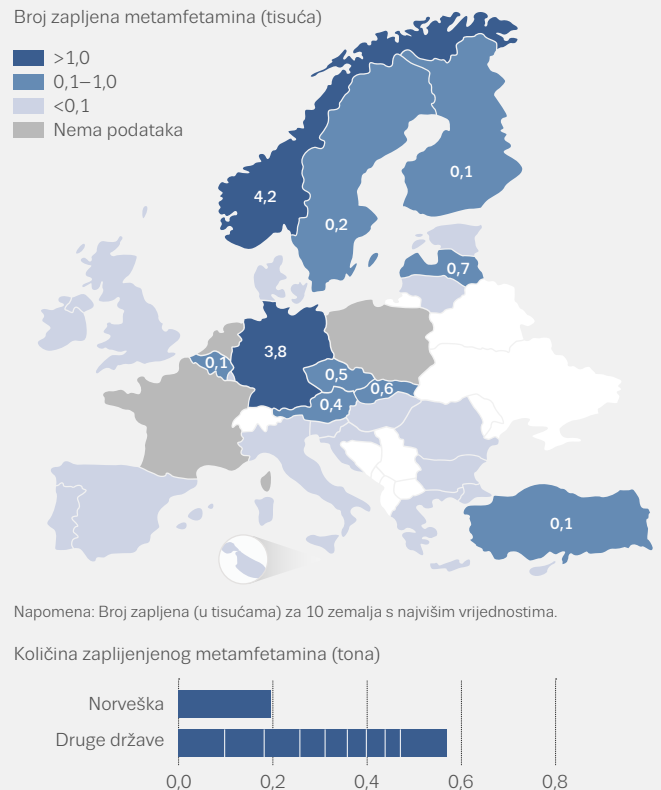 Broj zapljena metamfetamina (tisuća)
>1,0
0,1–1,0
<0,1
Nema podataka
4,2
0,2
0,1
0,7
3,8
0,1
0,5
0,6
0,4
0,1
Napomena: Broj zapljena (u tisućama) za 10 zemalja s najvišim vrijednostima.
Količina zaplijenjenog metamfetamina (tona)
Norveška
Druge države
0,0 0,2 0,4 0,6 0,8